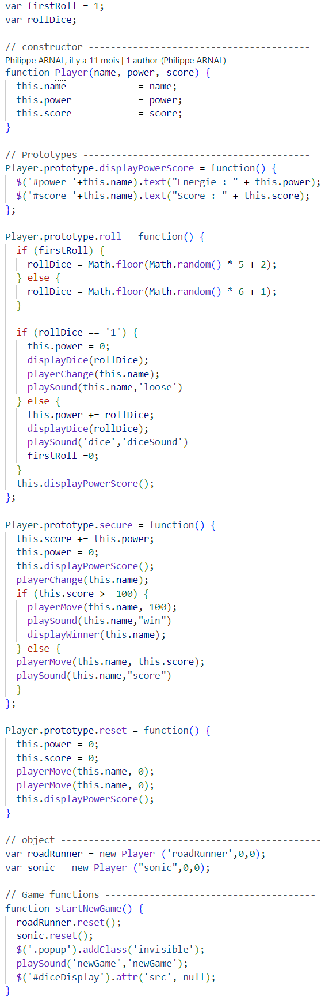 var firstRoll = 1;
var rollDice;

// constructor ----------------------------------------
Philippe ARNAL, il y a 11 mois | 1 author (Philippe ARNAL)
function Player(name, power, score) {
  this.name             = name;
  this.power            = power;
  this.score            = score;
}

// Prototypes -----------------------------------------
Player.prototype.displayPowerScore = function() {
  $('#power_'+this.name).text("Energie : " + this.power);
  $('#score_'+this.name).text("Score : " + this.score);
};

Player.prototype.roll = function() {
  if (firstRoll) {
    rollDice = Math.floor(Math.random() * 5 + 2);
  } else {
    rollDice = Math.floor(Math.random() * 6 + 1);
  }

  if (rollDice == '1') {
    this.power = 0;
    displayDice(rollDice);
    playerChange(this.name);
    playSound(this.name,'loose')
  } else {
    this.power += rollDice;
    displayDice(rollDice);
    playSound('dice','diceSound')
    firstRoll =0;
  }
  this.displayPowerScore();
};

Player.prototype.secure = function() {
  this.score += this.power;
  this.power = 0;
  this.displayPowerScore();
  playerChange(this.name);
  if (this.score >= 100) {
    playerMove(this.name, 100);
    playSound(this.name,"win")
    displayWinner(this.name);
  } else {
  playerMove(this.name, this.score);
  playSound(this.name,"score")
  }
};

Player.prototype.reset = function() {
  this.power = 0;
  this.score = 0;
  playerMove(this.name, 0);
  playerMove(this.name, 0);
  this.displayPowerScore();
}

// object -----------------------------------------------
var roadRunner = new Player ('roadRunner',0,0);
var sonic = new Player ("sonic",0,0);

// Game functions --------------------------------------
function startNewGame() {
  roadRunner.reset();
  sonic.reset();
  $('.popup').addClass('invisible');
  playSound('newGame','newGame');
  $('#diceDisplay').attr('src', null);
}